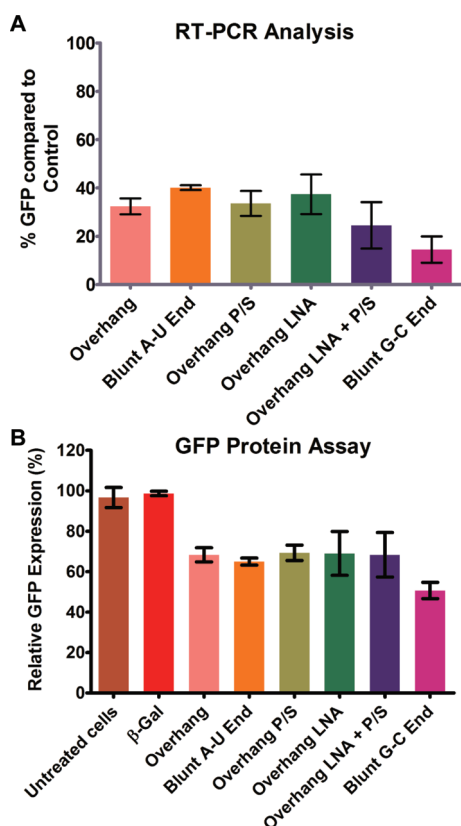 A
RT-PCR Analysis
% GFP compared to
Control
100
80
60
40
20
0
Overhang
Blunt A-U End
Overhang P/S
Overhang LNA
Overhang LNA + P/S
Blunt G-C End
B
GFP Protein Assay
Relative GFP Expression (%)
120
100
80
60
40
20
0
Untreated cells
β-Gal
Overhang
Blunt A-U End
Overhang P/S
Overhang LNA
Overhang LNA + P/S
Blunt G-C End